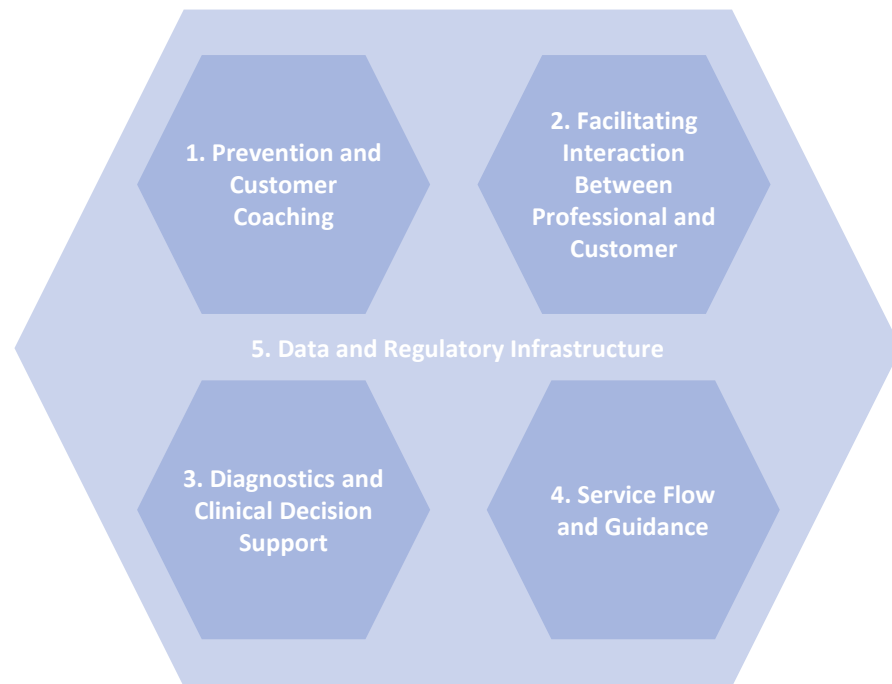 1. Prevention and
Customer
Coaching
2. Facilitating
Interaction
Between
Professional and
Customer
5. Data and Regulatory Infrastructure
3. Diagnostics and
Clinical Decision
Support
4. Service Flow
and Guidance